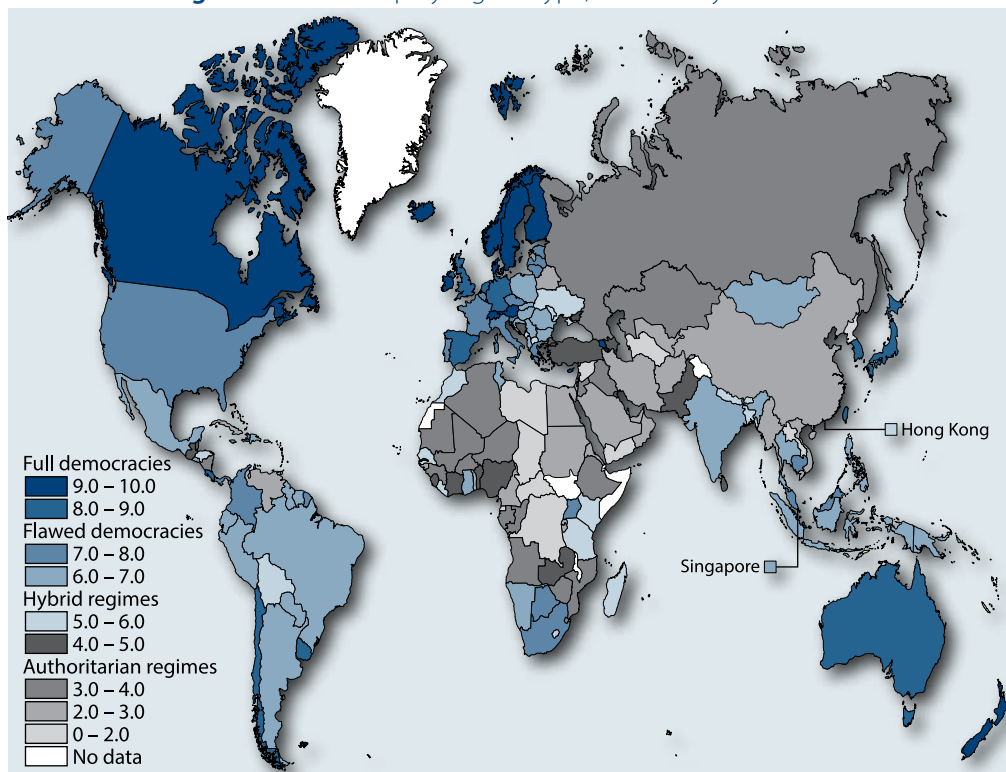 Full democracies
9.0 – 10.0
8.0 – 9.0
Flawed democracies
7.0 – 8.0
6.0 – 7.0
Hybrid regimes
5.0 – 6.0
4.0 – 5.0
Authoritarian regimes
3.0 – 4.0
2.0 – 3.0
0 – 2.0
No data
Hong Kong
Singapore